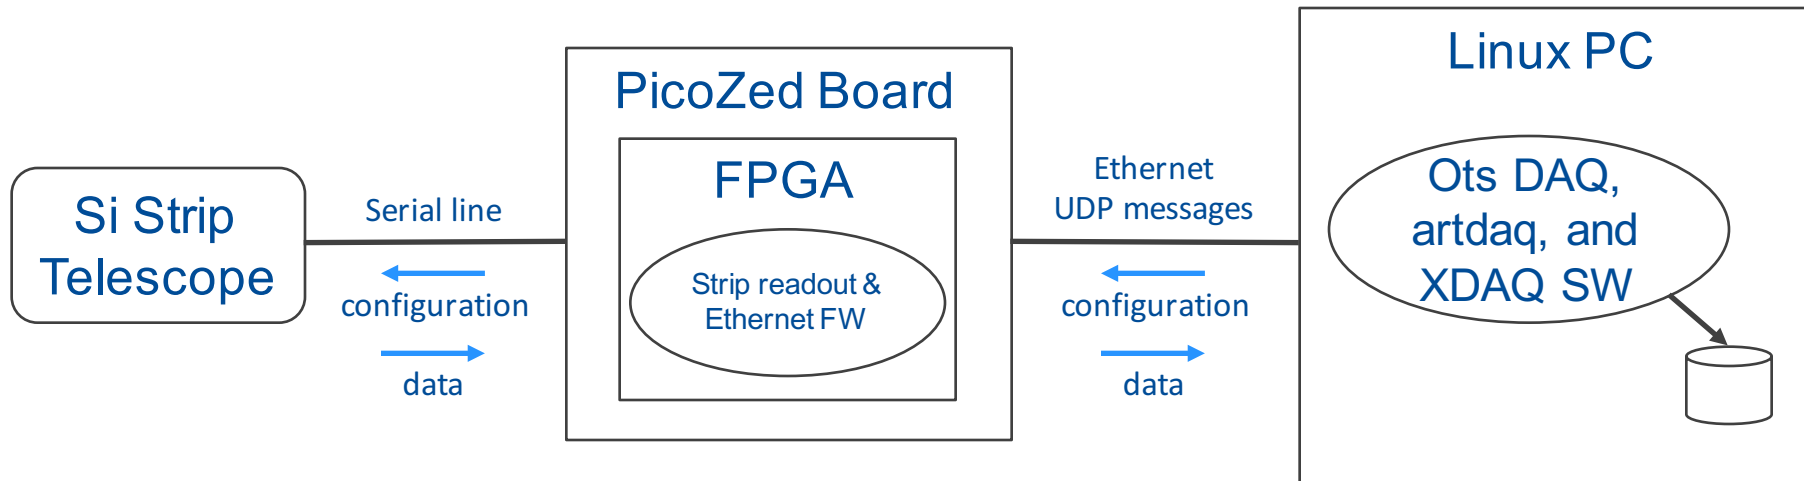 Si Strip
Telescope
Serial line
configuration
data
PicoZed Board
FPGA
Strip readout &
Ethernet FW
Ethernet
UDP messages
configuration
data
Linux PC
Ots DAQ,
artdaq, and
XDAQ SW